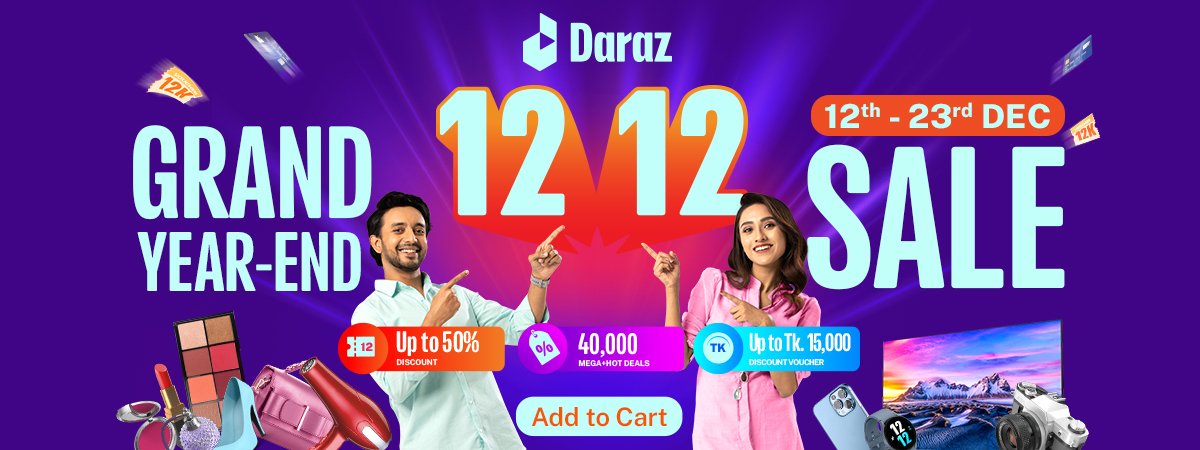 Daraz
12 12
12K
GRAND
YEAR-END
12th - 23rd DEC
12K
SALE
12
Up to 50%
DISCOUNT
%
40,000
MEGA+HOT DEALS
TK
Up to Tk. 15,000
DISCOUNT VOUCHER
Add to Cart
12
12